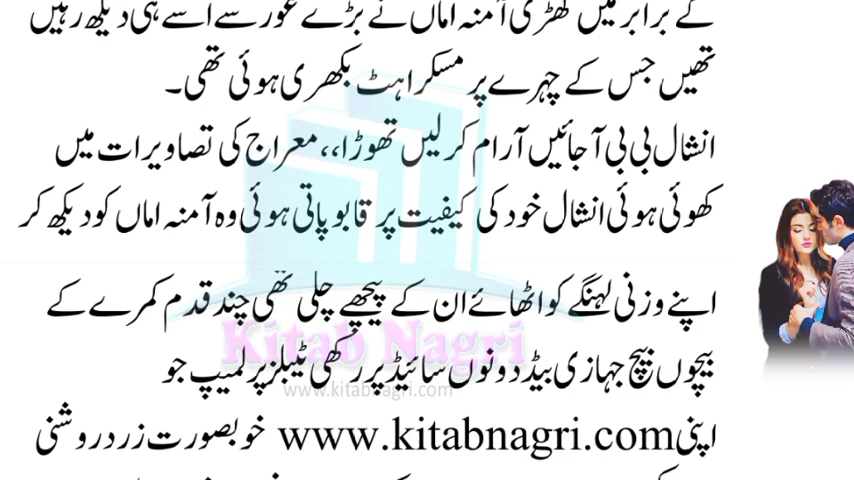 کے برابر میں کھڑی آمنہ اماں نے بڑے غور سے اسے ہی دیکھ رہیں
تھیں جس کے چہرے پر مسکراہٹ بکھری ہوئی تھی۔
انشال بی بی آ جائیں آرام کر لیں تھوڑا،،معراج کی تصاویرات میں
کھوئی ہوئی انشال خود کی کیفیت پر قابو پاتی ہوئی وہ آمنہ اماں کو دیکھ کر
اپنے وزنی لہنگے کو اٹھائے ان کے پیچھے چلی تھی چند قدم کمرے کے
Kitab Nagri
بیچوں بیچ جہازی بیڈ دونوں سائیڈ پر رکھی ٹیبلز پر لمیپ جو
www.kitabnagri.com
اپنی www.kitabnagri.com خوبصورت زرد روشنی